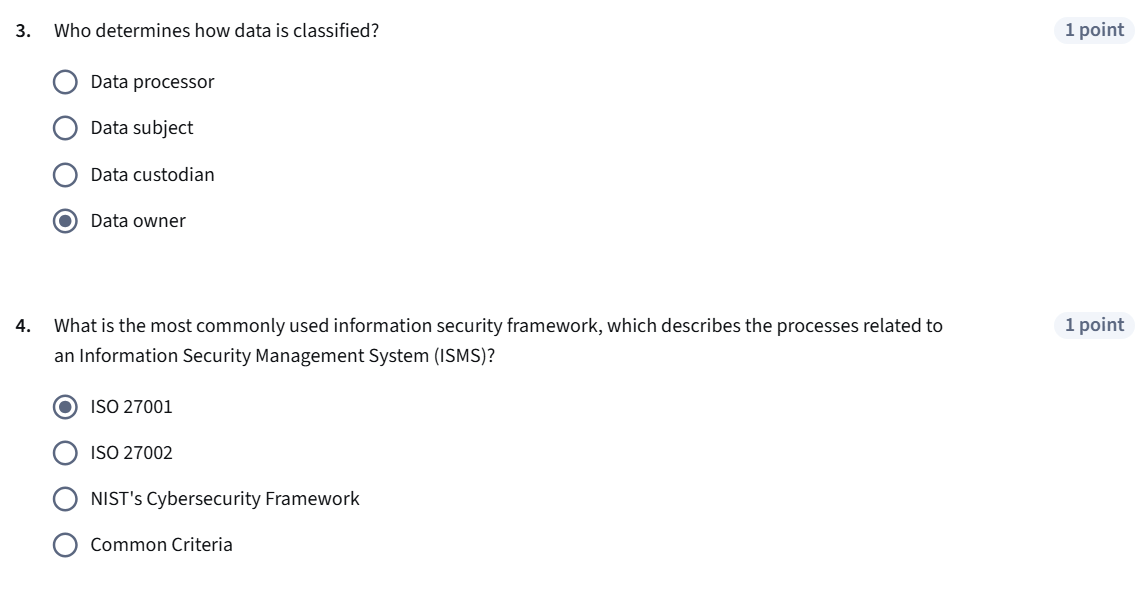 3. Who determines how data is classified? 1 point
Data processor
Data subject
Data custodian
Data owner
4. What is the most commonly used information security framework, which describes the processes related to 1 point
an Information Security Management System (ISMS)?
ISO 27001
ISO 27002
NIST's Cybersecurity Framework
Common Criteria